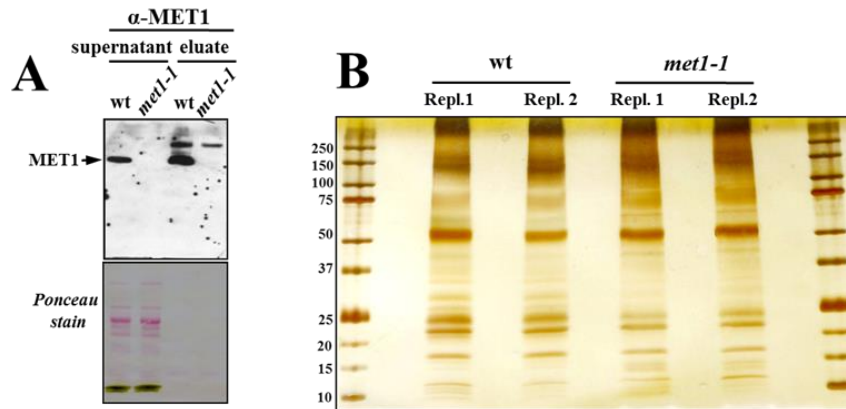 A
α-MET1
supernatant eluate
wt met1-1 wt met1-1
MET1
Ponceau
stain
B
wt met1-1
Repl.1 Repl. 2 Repl. 1 Repl.2
250
150
100
75
50
37
25
20
15
10